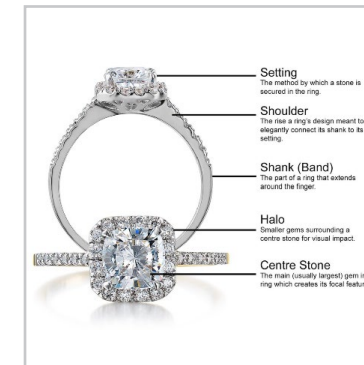 Setting
The method by which a stone is
secured in the ring.
Shoulder
The rise a ring's design meant to
elegantly connect its shank to its
setting.
Shank (Band)
The part of a ring that extends
around the finger.
Halo
Smaller gems surrounding a
centre stone for visual impact.
Centre Stone
The main (usually largest) gem in
ring which creates its focal